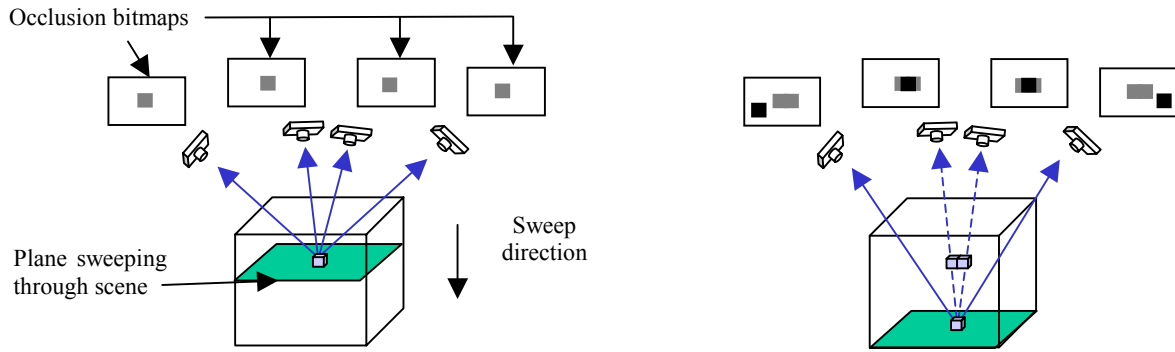 Occlusion bitmaps
Sweep
direction
Plane sweeping
through scene